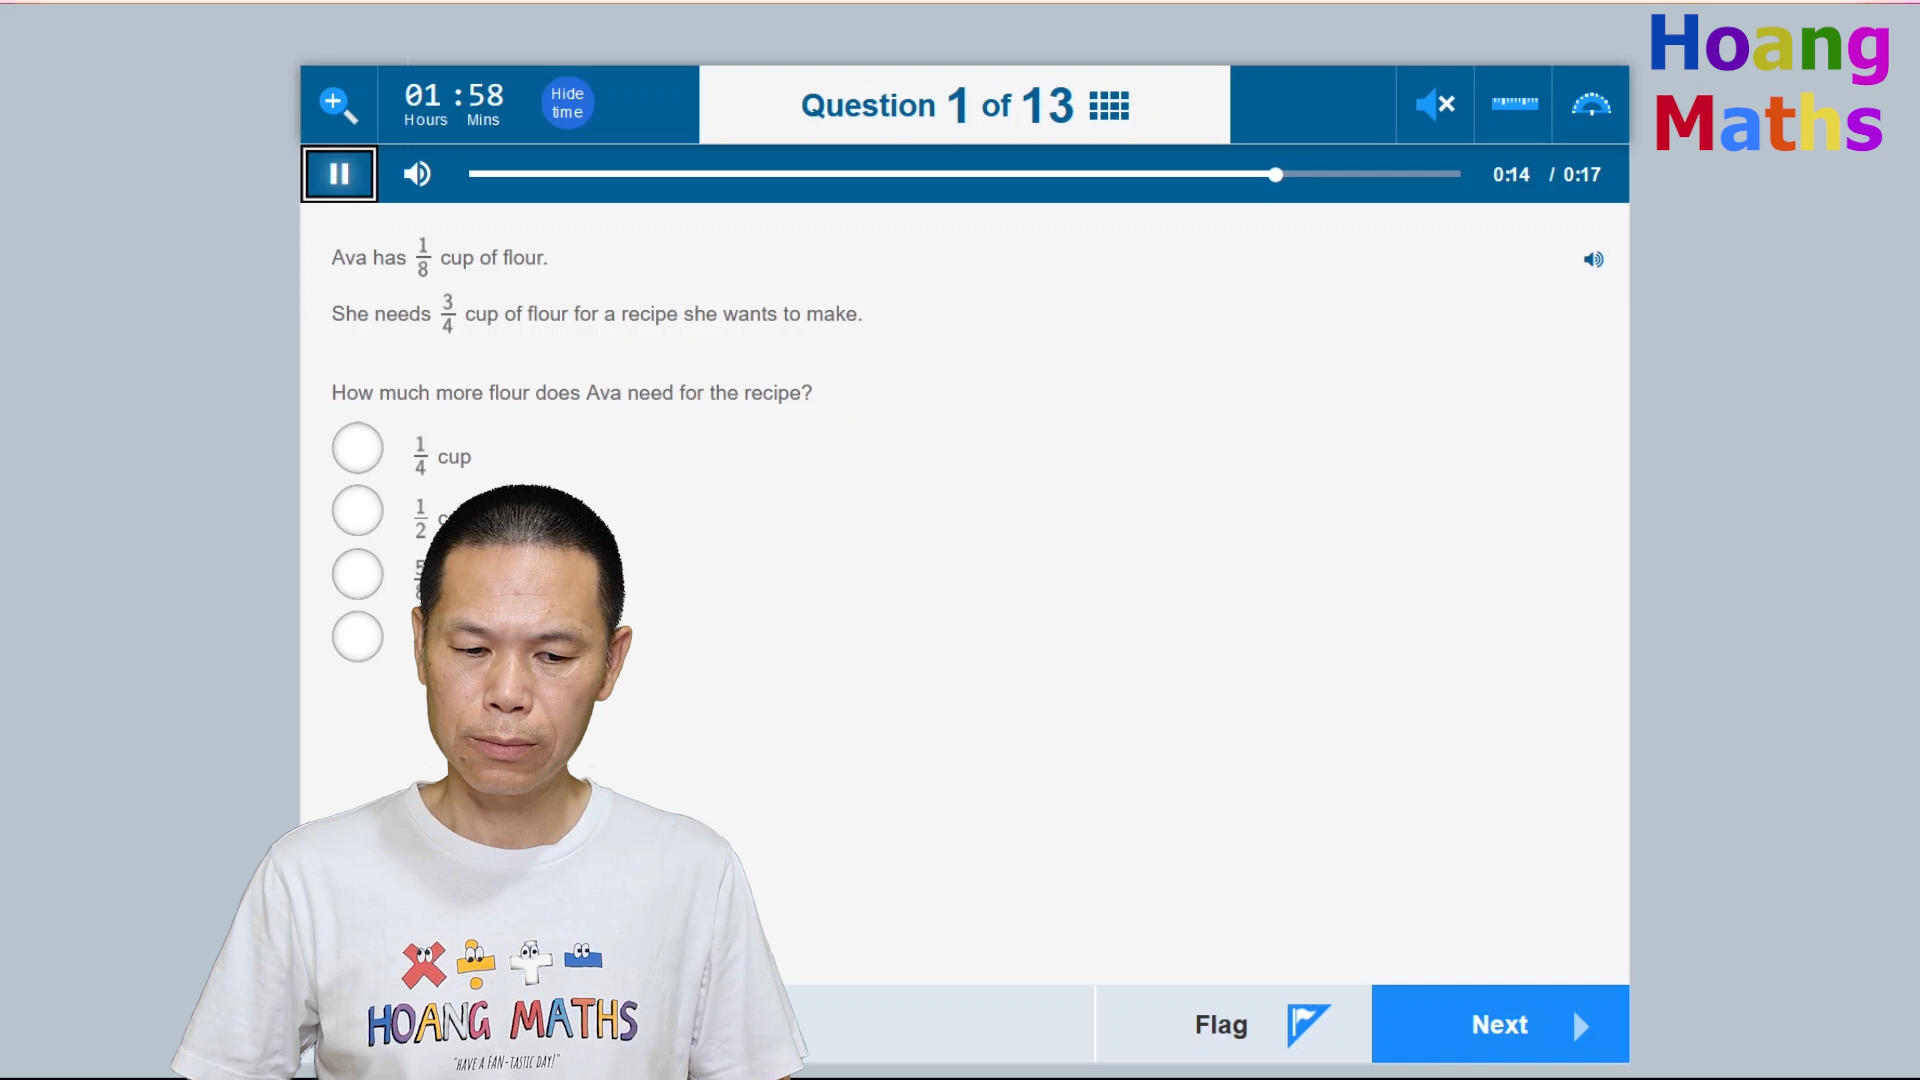 Hoang
Maths
01 : 58
Hours Mins
Hide
time
Question 1 of 13
0:14 / 0:17
Ava has 1/8 cup of flour.
She needs 3/4 cup of flour for a recipe she wants to make.
How much more flour does Ava need for the recipe?
1/4 cup
1/2
5
HOANG MATHS
"HAVE A FAN-TASTIC DAY!"
Flag
Next